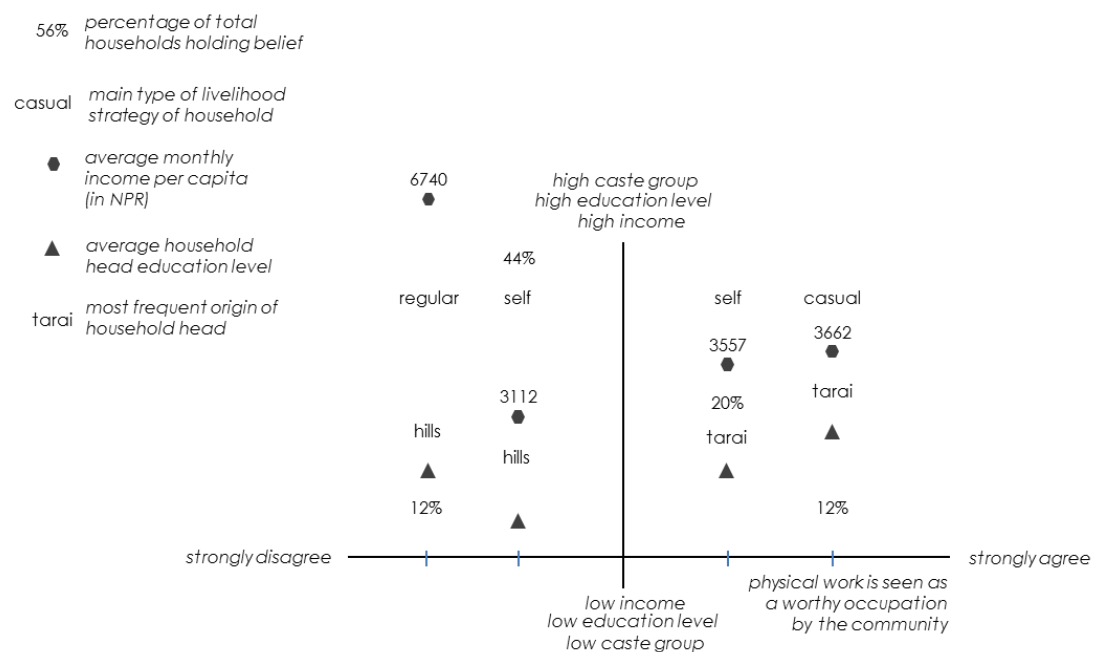 56%
percentage of total
households holding belief
casual
main type of livelihood
strategy of household
average monthly
income per capita
(in NPR)
average household
head education level
tarai
most frequent origin of
household head
6740
high caste group
high education level
high income
44%
regular
self
self
casual
3662
3557
tarai
3112
20%
hills
tarai
hills
12%
12%
strongly disagree
strongly agree
physical work is seen as
a worthy occupation
by the community
low income
low education level
low caste group